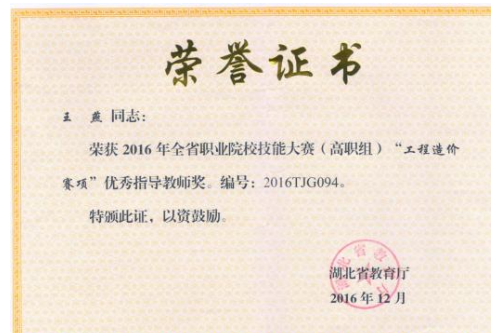 荣誉证书
王 燕 同志：
荣获 2016 年全省职业院校技能大赛（高职组）“工程造价
赛项”优秀指导教师奖。编号：2016TJG094。
特颁此证，以资鼓励。
湖北省教育厅
2016 年 12 月